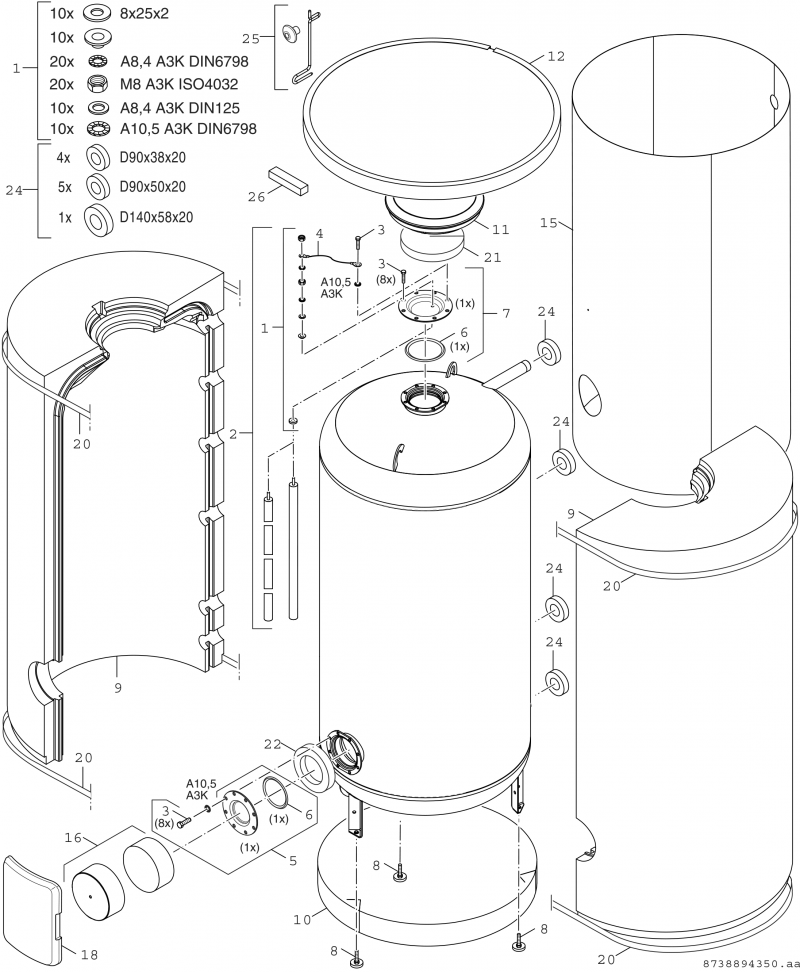 10x 8x25x2
10x
1 20x A8,4 A3K DIN6798
20x M8 A3K ISO4032
10x A8,4 A3K DIN125
10x A10,5 A3K DIN6798
4x D90x38x20
24 5x D90x50x20
1x D140x58x20
25
12
26
15
11
21
4
3
3
(8x)
A10,5
A3K
(1x)
7
1
6
(1x)
24
2
20
24
9
20
24
24
9
20
22
A10,5
A3K
3
(8x)
6
(1x)
(1x)
5
16
18
8
10
8
8
20
8738894350.aa